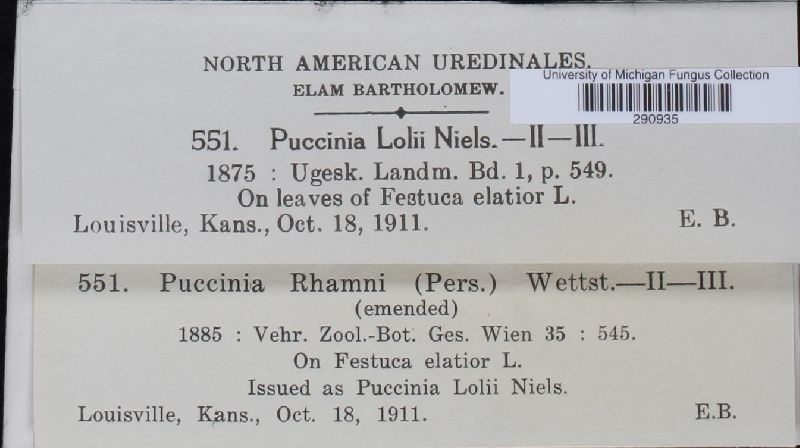 NORTH AMERICAN UREDINALES.
ELAM BARTHOLOMEW.
University of Michigan Fungus Collection
290935
551. Puccinia Lolii Niels.—II—III.
1875 : Ugesk. Landm. Bd. 1, p. 549.
On leaves of Festuca elatior L.
Louisville, Kans., Oct. 18, 1911. E. B.
551. Puccinia Rhamni (Pers.) Wettst.—II—III.
(emended)
1885 : Vehr. Zool.-Bot. Ges. Wien 35 : 545.
On Festuca elatior L.
Issued as Puccinia Lolii Niels.
Louisville, Kans., Oct. 18, 1911. E.B.